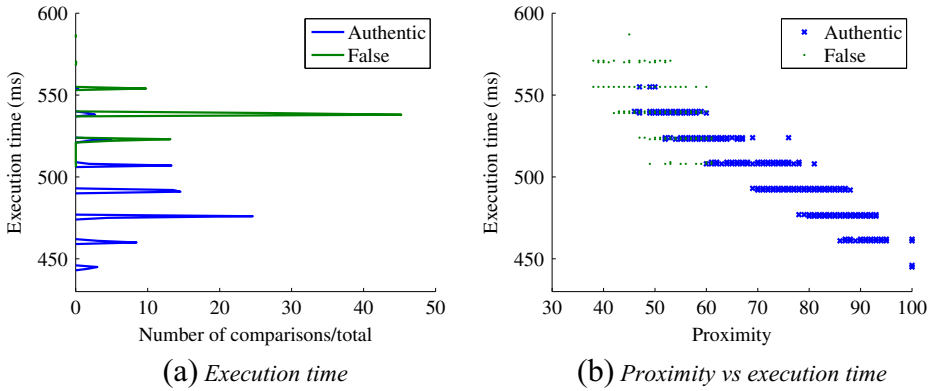 600
550
500
450
Execution time (ms)
0 10 20 30 40 50
Number of comparisons/total
Authentic
False
(a) Execution time
600
550
500
450
Execution time (ms)
30 40 50 60 70 80 90 100
Proximity
Authentic
False
(b) Proximity vs execution time